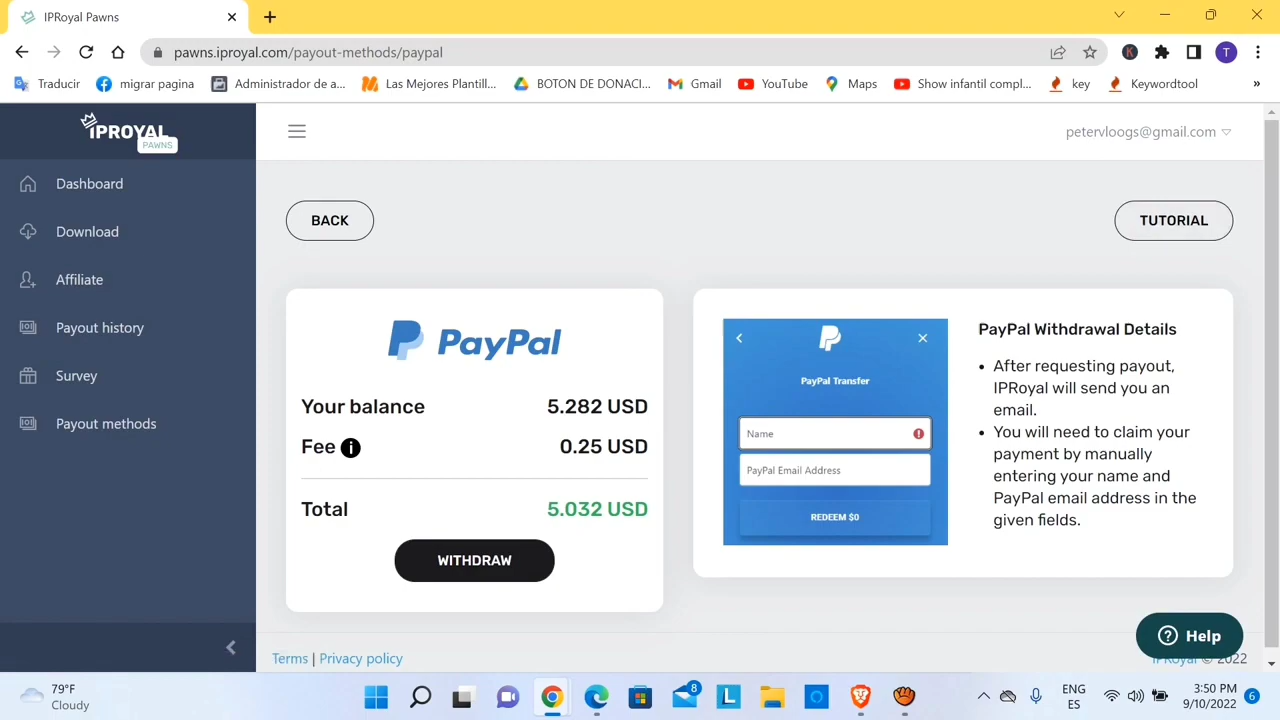 IPRoyal Pawns
pawns.iproyal.com/payout-methods/paypal
K
T
Traducir
migrar pagina
Administrador de a...
Las Mejores Plantill...
BOTON DE DONACI...
Gmail
YouTube
Maps
Show infantil compl...
key
Keywordtool
»
IPROYAL
PAWNS
petervloogs@gmail.com
Dashboard
Download
Affiliate
Payout history
Survey
Payout methods
BACK
TUTORIAL
PayPal
Your balance 5.282 USD
Fee i 0.25 USD
Total 5.032 USD
WITHDRAW
PayPal Transfer
Name
PayPal Email Address
REDEEM $0
PayPal Withdrawal Details
• After requesting payout,
IPRoyal will send you an
email.
• You will need to claim your
payment by manually
entering your name and
PayPal email address in the
given fields.
Help
Terms | Privacy policy
IPRoyal © 2022
79°F
Cloudy
8
L
ENG
ES
3:50 PM
9/10/2022
6